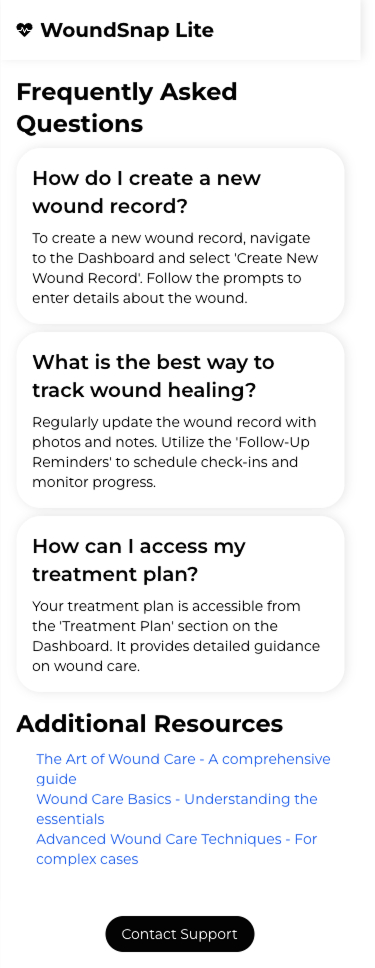 WoundSnap Lite
Frequently Asked
Questions
How do I create a new
wound record?
To create a new wound record, navigate
to the Dashboard and select 'Create New
Wound Record'. Follow the prompts to
enter details about the wound.
What is the best way to
track wound healing?
Regularly update the wound record with
photos and notes. Utilize the 'Follow-Up
Reminders' to schedule check-ins and
monitor progress.
How can I access my
treatment plan?
Your treatment plan is accessible from
the 'Treatment Plan' section on the
Dashboard. It provides detailed guidance
on wound care.
Additional Resources
The Art of Wound Care - A comprehensive
guide
Wound Care Basics - Understanding the
essentials
Advanced Wound Care Techniques - For
complex cases
Contact Support